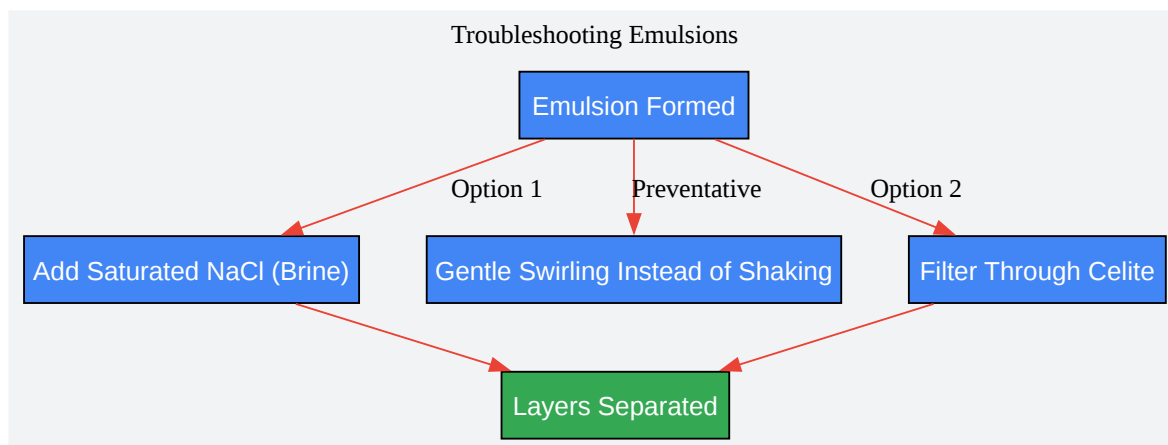 Troubleshooting Emulsions
Emulsion Formed
Option 1
Preventative
Option 2
Add Saturated NaCl (Brine)
Gentle Swirling Instead of Shaking
Filter Through Celite
Layers Separated